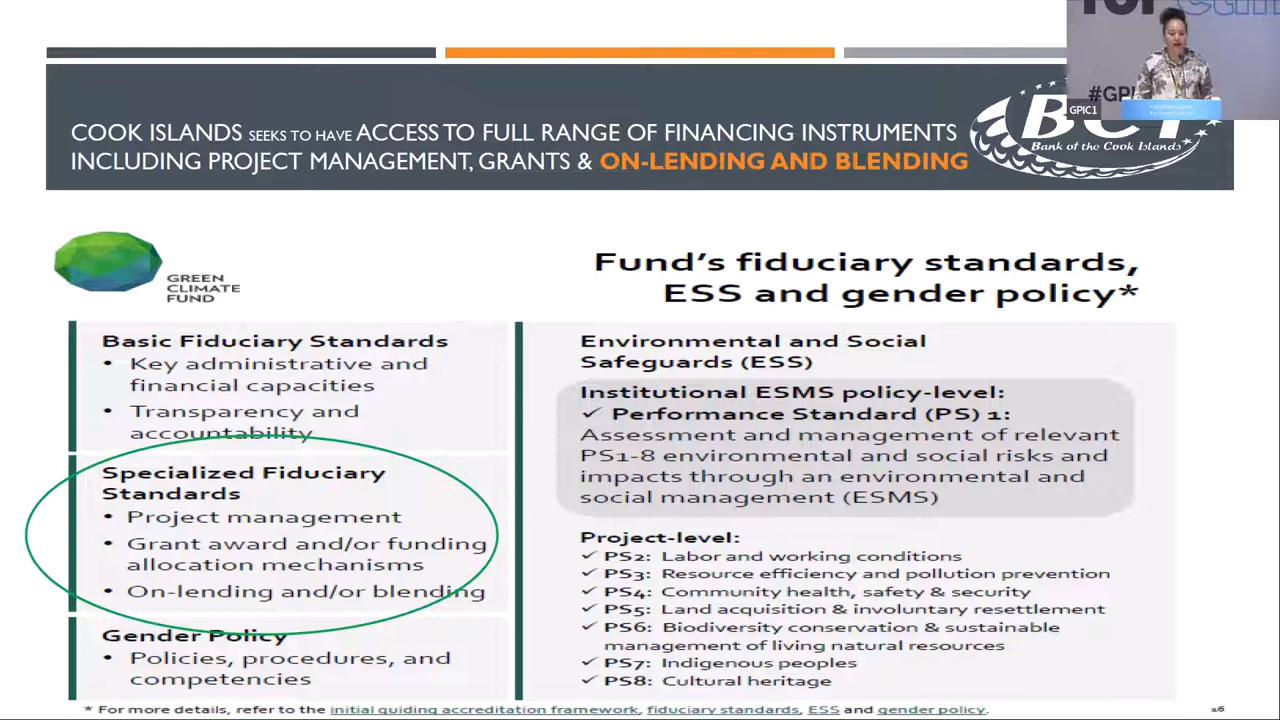 COOK ISLANDS SEEKS TO HAVE ACCESS TO FULL RANGE OF FINANCING INSTRUMENTS
INCLUDING PROJECT MANAGEMENT, GRANTS & ON-LENDING AND BLENDING
Bank of the Cook Islands
#GPI
GPIC1
GREEN
CLIMATE
FUND
Fund's fiduciary standards,
ESS and gender policy*
Basic Fiduciary Standards
• Key administrative and
financial capacities
• Transparency and
accountability
Specialized Fiduciary
Standards
• Project management
• Grant award and/or funding
allocation mechanisms
• On-lending and/or blending
Gender Policy
• Policies, procedures, and
competencies
Environmental and Social
Safeguards (ESS)
Institutional ESMS policy-level:
✓ Performance Standard (PS) 1:
Assessment and management of relevant
PS1-8 environmental and social risks and
impacts through an environmental and
social management (ESMS)
Project-level:
✓ PS2: Labor and working conditions
✓ PS3: Resource efficiency and pollution prevention
✓ PS4: Community health, safety & security
✓ PS5: Land acquisition & involuntary resettlement
✓ PS6: Biodiversity conservation & sustainable
management of living natural resources
✓ PS7: Indigenous peoples
✓ PS8: Cultural heritage
* For more details, refer to the initial guiding accreditation framework, fiduciary standards, ESS and gender policy.
16